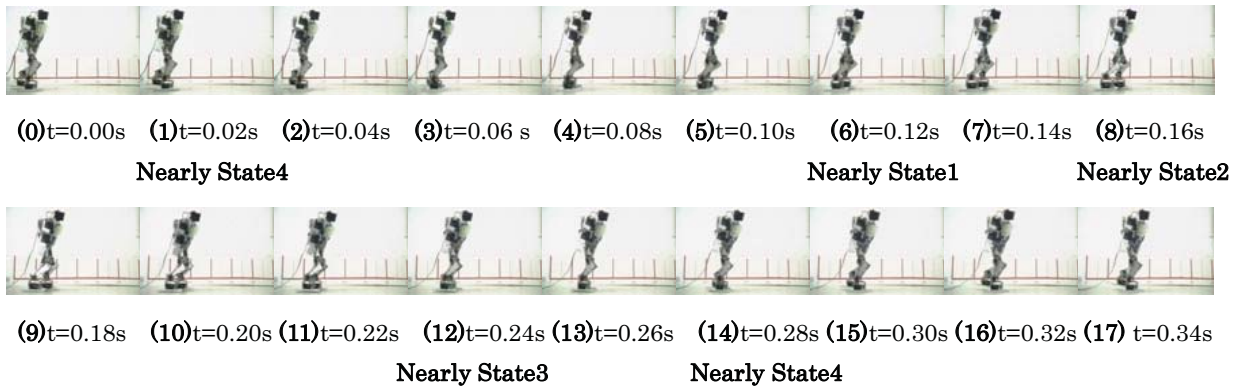 (0)t=0.00s (1)t=0.02s (2)t=0.04s (3)t=0.06 s (4)t=0.08s (5)t=0.10s (6)t=0.12s (7)t=0.14s (8)t=0.16s
Nearly State4 Nearly State1 Nearly State2
(9)t=0.18s (10)t=0.20s (11)t=0.22s (12)t=0.24s (13)t=0.26s (14)t=0.28s (15)t=0.30s (16)t=0.32s (17) t=0.34s
Nearly State3 Nearly State4